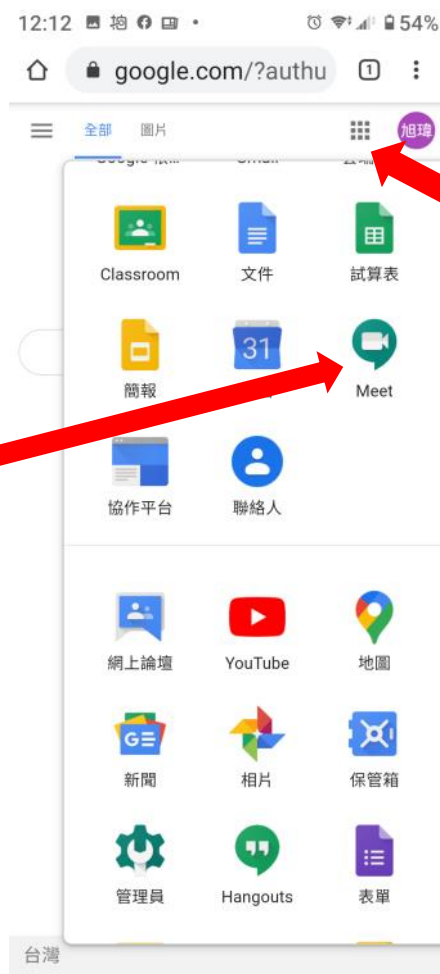 12:12 54%
google.com/?authu 1
全部 圖片 旭瑋
Classroom 文件 試算表
31
簡報 Meet
協作平台 聯絡人
網上論壇 YouTube 地圖
GE
新聞 相片 保管箱
管理員 Hangouts 表單
台灣